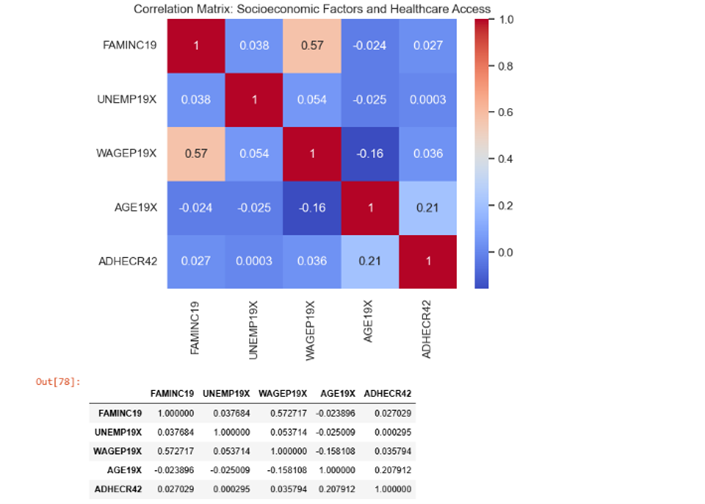 Correlation Matrix: Socioeconomic Factors and Healthcare Access
1.0
FAMINC19 1 0.038 0.57 -0.024 0.027
0.8
UNEMP19X 0.038 1 0.054 -0.025 0.0003
0.6
WAGEP19X 0.57 0.054 1 -0.16 0.036
0.4
AGE19X -0.024 -0.025 -0.16 1 0.21
0.2
ADHECR42 0.027 0.0003 0.036 0.21 1
0.0
FAMINC19 UNEMP19X WAGEP19X AGE19X ADHECR42
Out[78]:
FAMINC19 UNEMP19X WAGEP19X AGE19X ADHECR42
FAMINC19 1.000000 0.037684 0.572717 -0.023896 0.027029
UNEMP19X 0.037684 1.000000 0.053714 -0.025009 0.000295
WAGEP19X 0.572717 0.053714 1.000000 -0.158108 0.035794
AGE19X -0.023896 -0.025009 -0.158108 1.000000 0.207912
ADHECR42 0.027029 0.000295 0.035794 0.207912 1.000000